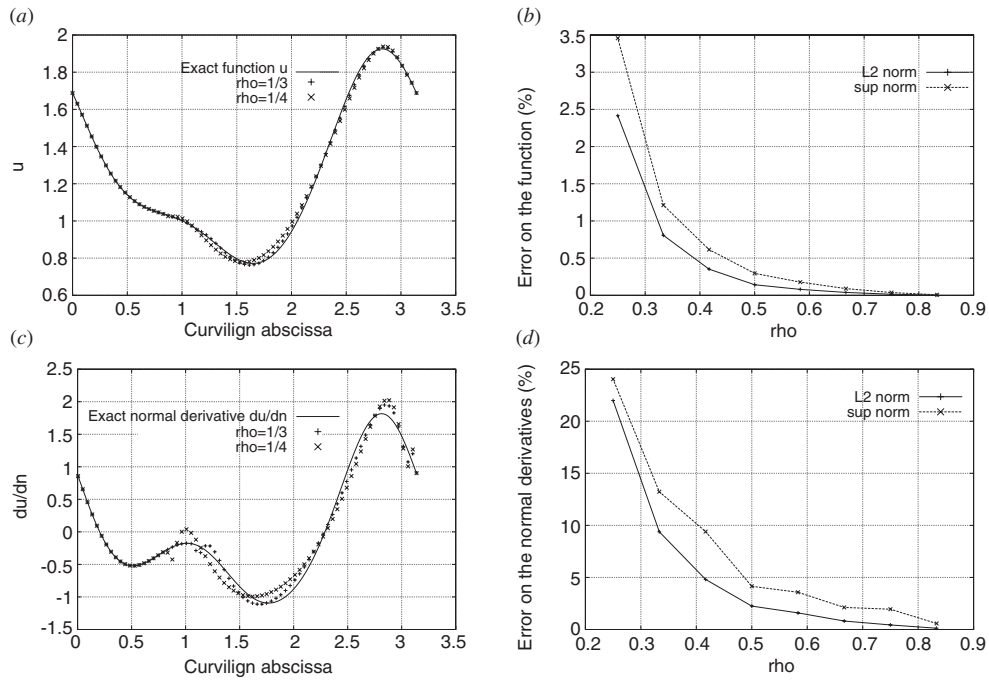 (a)
2
1.8
1.6
1.4
1.2
1
0.8
0.6
u
Exact function u
rho=1/3
rho=1/4
0 0.5 1 1.5 2 2.5 3 3.5
Curvilign abscissa
(b)
3.5
3
2.5
2
1.5
1
0.5
0
Error on the function (%)
L2 norm
sup norm
0.2 0.3 0.4 0.5 0.6 0.7 0.8 0.9
rho
(c)
2.5
2
1.5
1
0.5
0
-0.5
-1
-1.5
du/dn
Exact normal derivative du/dn
rho=1/3
rho=1/4
0 0.5 1 1.5 2 2.5 3 3.5
Curvilign abscissa
(d)
25
20
15
10
5
0
Error on the normal derivatives (%)
L2 norm
sup norm
0.2 0.3 0.4 0.5 0.6 0.7 0.8 0.9
rho